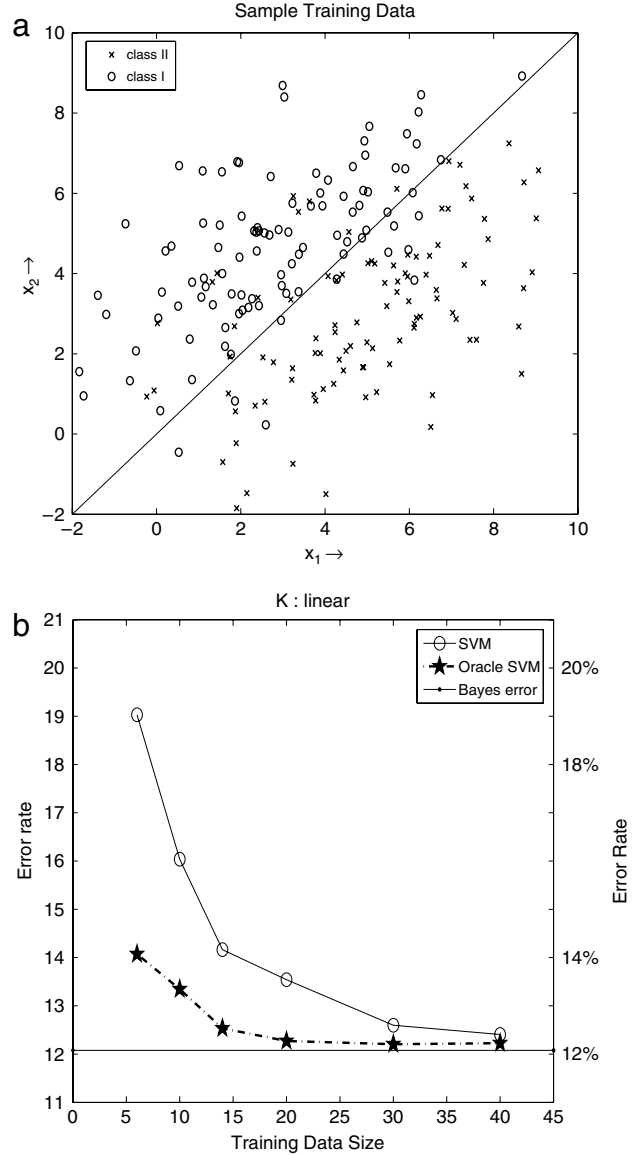 a
Sample Training Data
class II
class I
10
8
6
4
2
0
−2
x2 →
−2 0 2 4 6 8 10
x1 →
b
K : linear
SVM
Oracle SVM
Bayes error
21
20
19
18
17
16
15
14
13
12
11
Error rate
20%
18%
14%
12%
Error Rate
0 5 10 15 20 25 30 35 40 45
Training Data Size